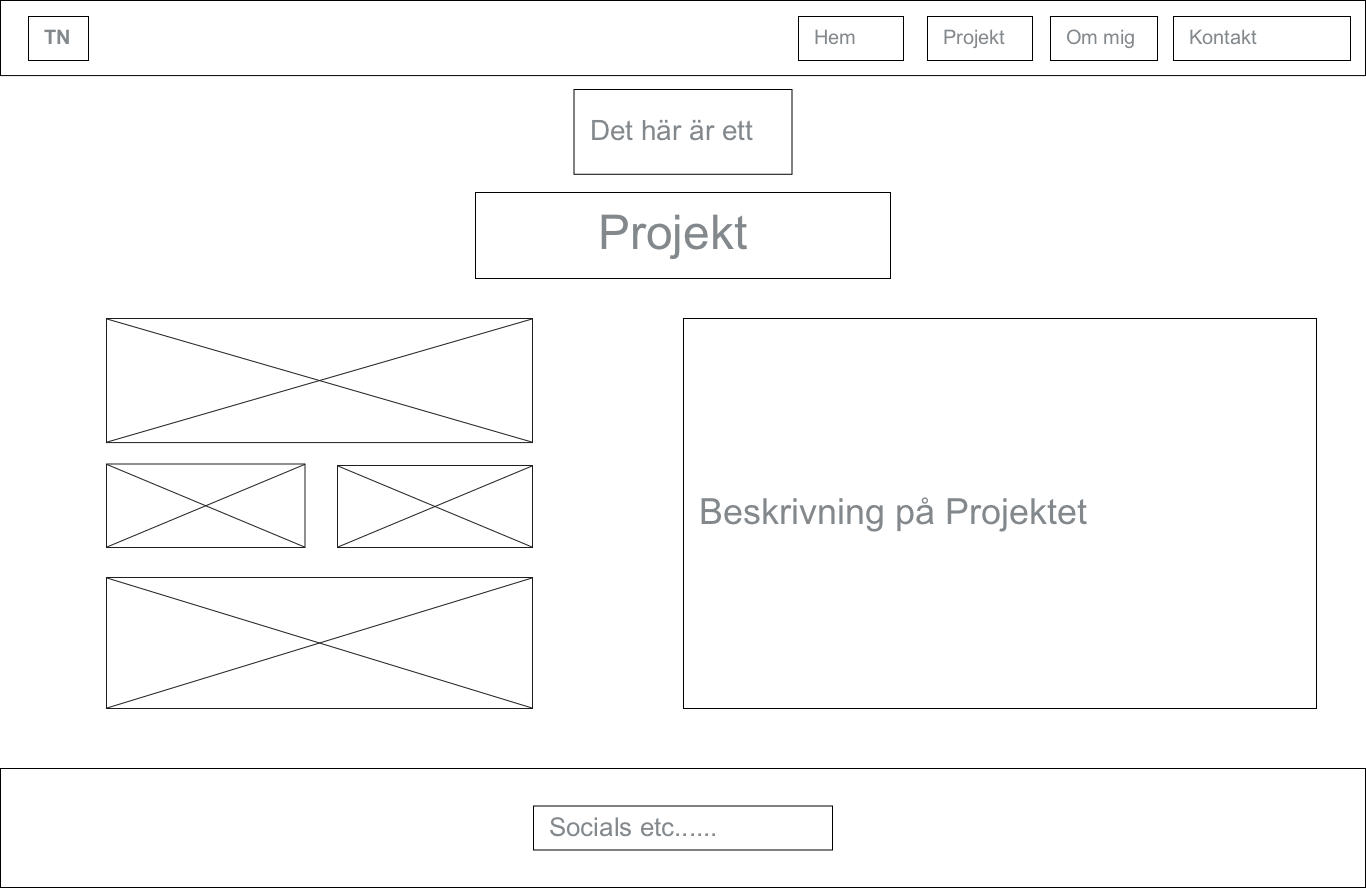 TN
Hem
Projekt
Om mig
Kontakt
Det här är ett
Projekt
Beskrivning på Projektet
Socials etc......